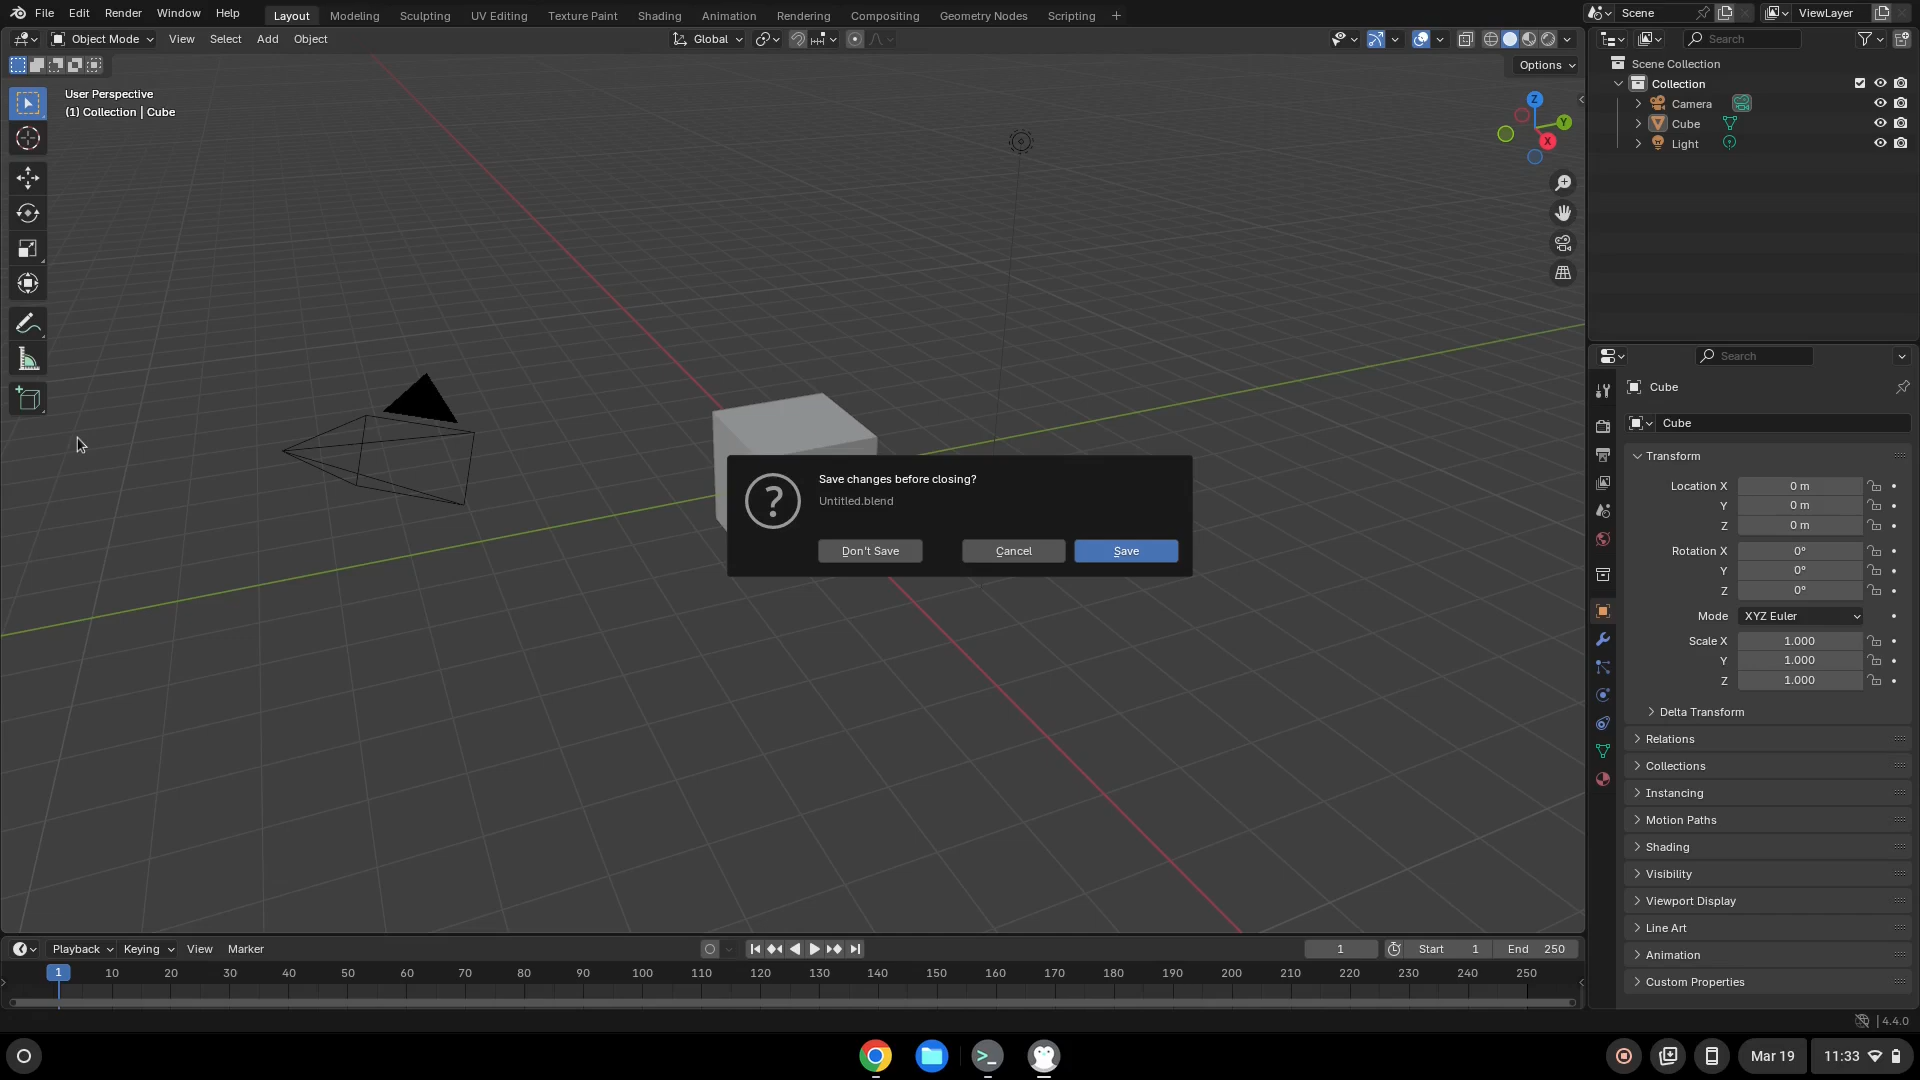 File Edit Render Window Help Layout Modeling Sculpting UV Editing Texture Paint Shading Animation Rendering Compositing Geometry Nodes Scripting + Scene ViewLayer
Object Mode View Select Add Object Global Search
Options
User Perspective
(1) Collection | Cube
Z
Y
X
Scene Collection
Collection
Camera
Cube
Light
Search
Cube
Cube
Transform
Location X 0 m
Y 0 m
Z 0 m
Rotation X 0°
Y 0°
Z 0°
Mode XYZ Euler
Scale X 1.000
Y 1.000
Z 1.000
Delta Transform
Relations
Collections
Instancing
Motion Paths
Shading
Visibility
Viewport Display
Line Art
Animation
Custom Properties
?
Save changes before closing?
Untitled.blend
Don't Save Cancel Save
Playback Keying View Marker 1 Start 1 End 250
1 10 20 30 40 50 60 70 80 90 100 110 120 130 140 150 160 170 180 190 200 210 220 230 240 250
4.4.0
>_
Mar 19 11:33